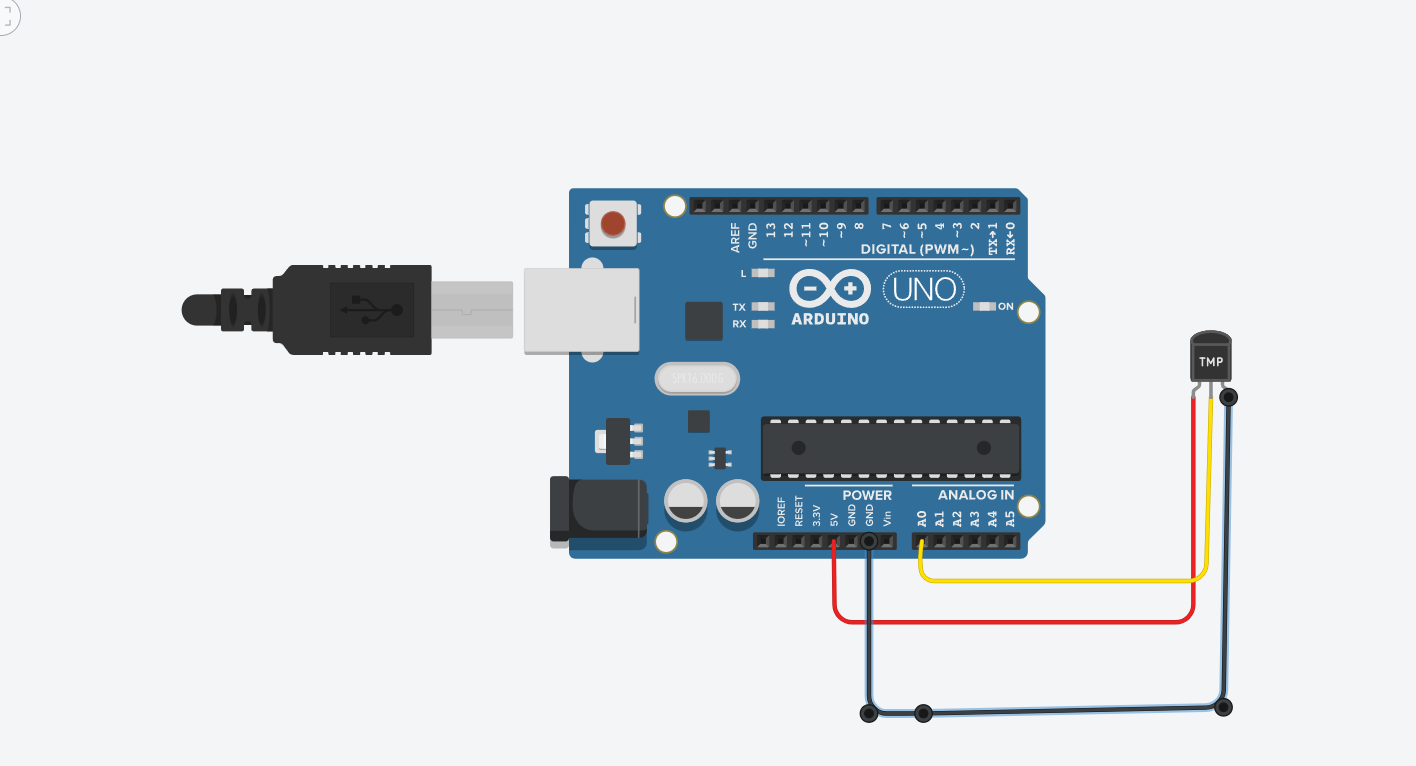 AREF
GND
13
12
~11
~10
~9
8
7
~6
~5
4
~3
2
TX→1
RX←0
DIGITAL (PWM~)
L
TX
RX
ARDUINO
UNO
ON
TMP
POWER
ANALOG IN
IOREF
RESET
3.3V
5V
GND
GND
Vin
A0
A1
A2
A3
A4
A5